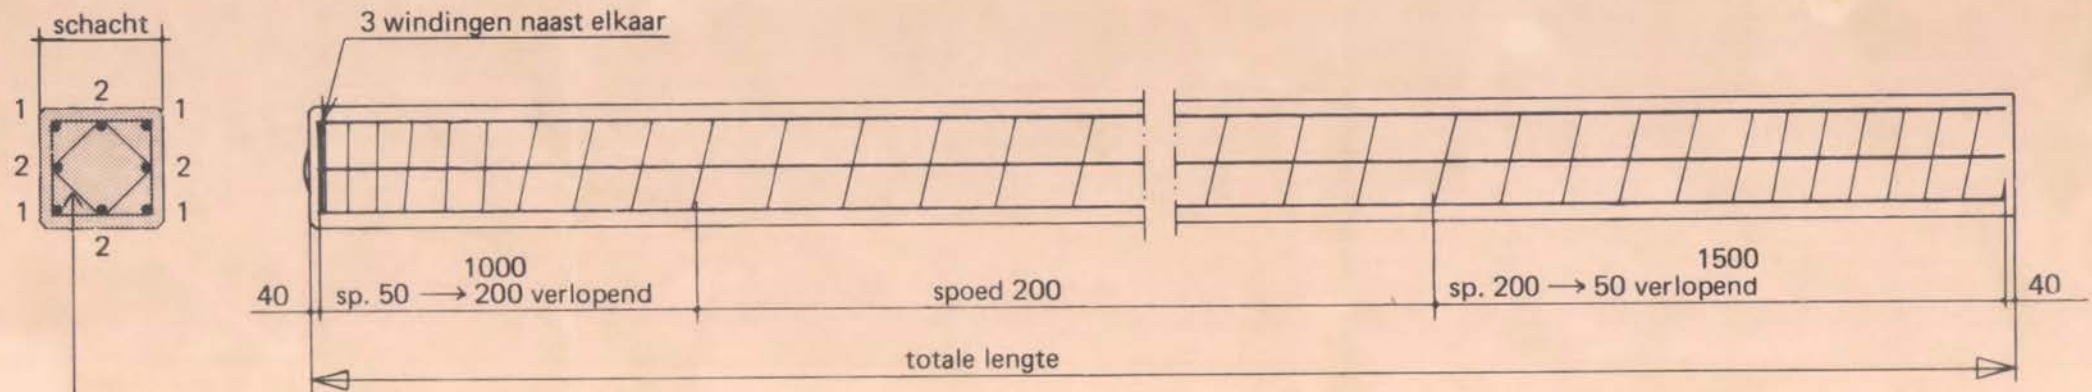 schacht
3 windingen naast elkaar
1 2 1
2 2
1 1
2
1000
40 sp. 50 → 200 verlopend
spoed 200
1500
sp. 200 → 50 verlopend 40
totale lengte